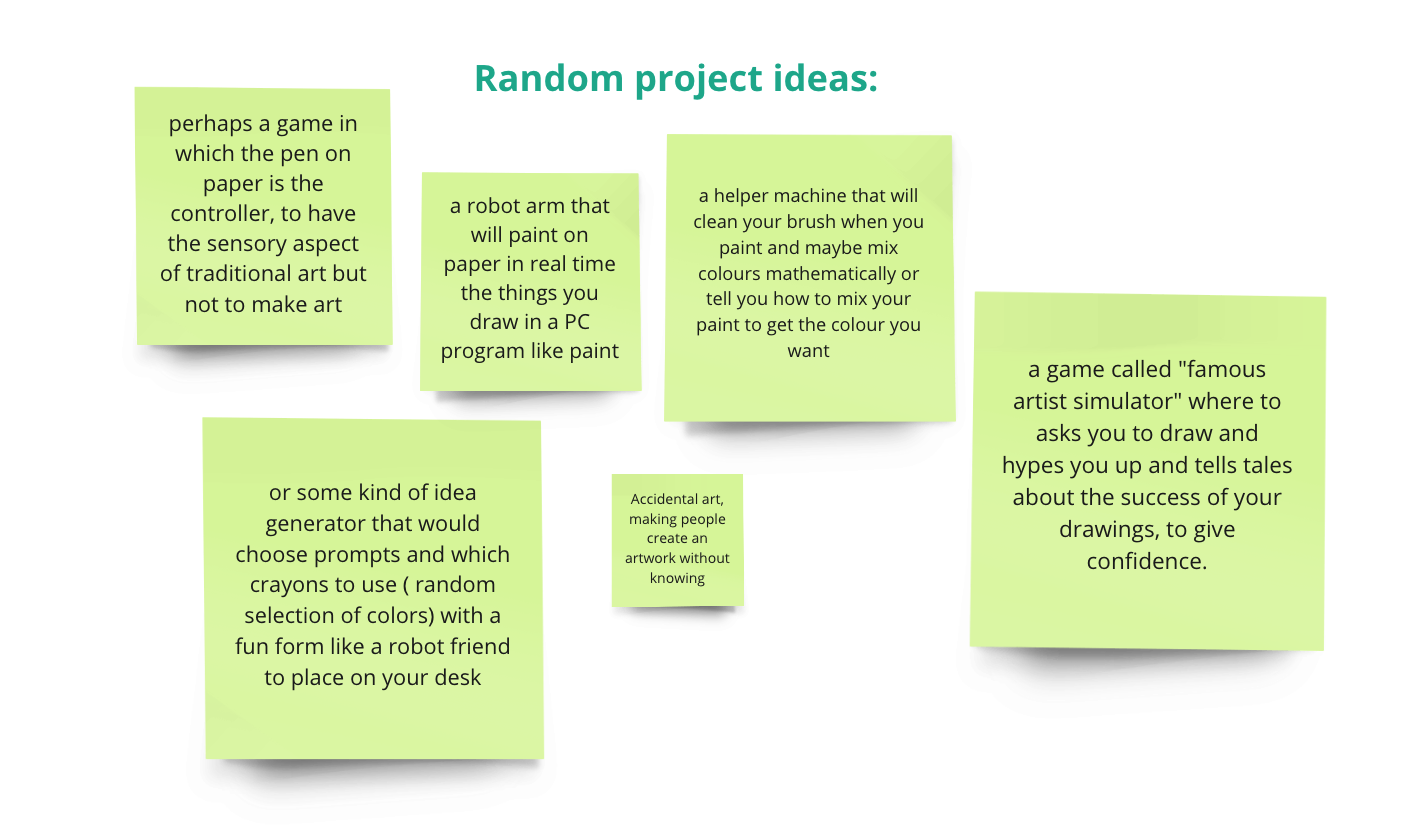 Random project ideas:
perhaps a game in
which the pen on
paper is the
controller, to have
the sensory aspect
of traditional art but
not to make art
a robot arm that
will paint on
paper in real time
the things you
draw in a PC
program like paint
a helper machine that will
clean your brush when you
paint and maybe mix
colours mathematically or
tell you how to mix your
paint to get the colour you
want
a game called "famous
artist simulator" where to
asks you to draw and
hypes you up and tells tales
about the success of your
drawings, to give
confidence.
or some kind of idea
generator that would
choose prompts and which
crayons to use ( random
selection of colors) with a
fun form like a robot friend
to place on your desk
Accidental art,
making people
create an
artwork without
knowing